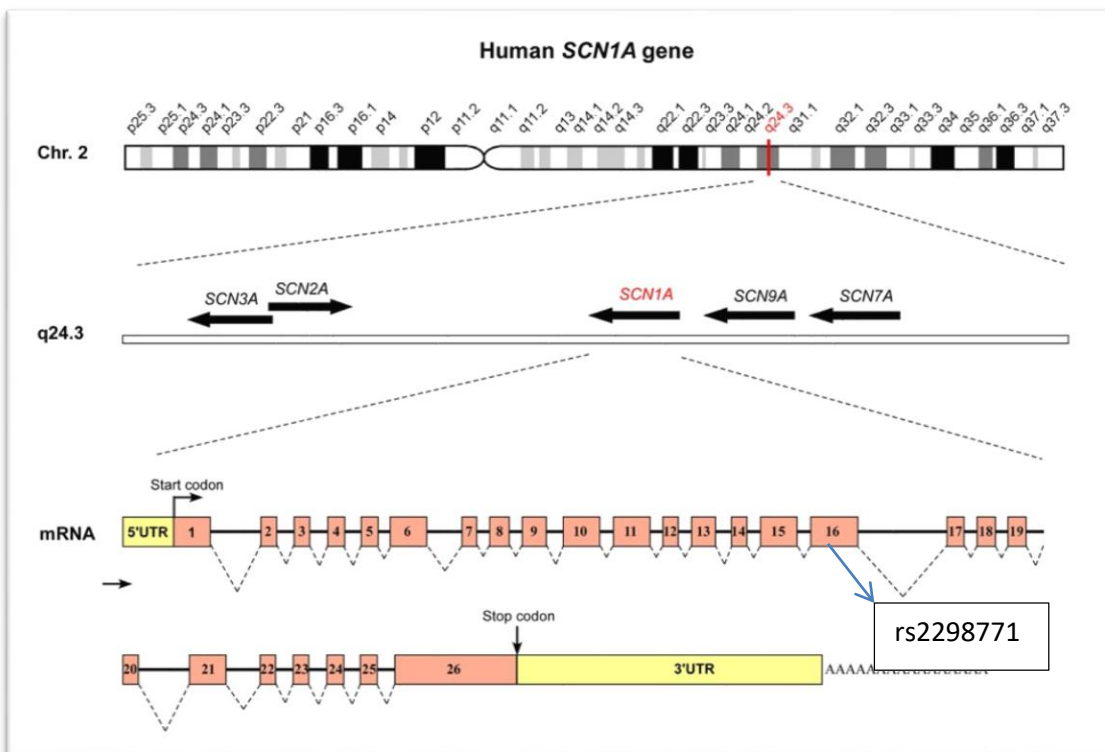 Human SCN1A gene
p25.3 p25.1 p24.3 p24.1 p23.3 p22.3 p21 p16.3 p16.1 p14 p12 p11.2 q11.1 q11.2 q13 q14.1 q14.2 q14.3 q22.1 q22.3 q23.3 q24.1 q24.2 q24.3 q31.1 q32.1 q32.3 q33.1 q33.3 q34 q35 q36.1 q36.3 q37.1 q37.3
Chr. 2
SCN3A SCN2A SCN1A SCN9A SCN7A
q24.3
Start codon
mRNA 5'UTR 1 2 3 4 5 6 7 8 9 10 11 12 13 14 15 16 17 18 19
rs2298771
Stop codon
20 21 22 23 24 25 26 3'UTR